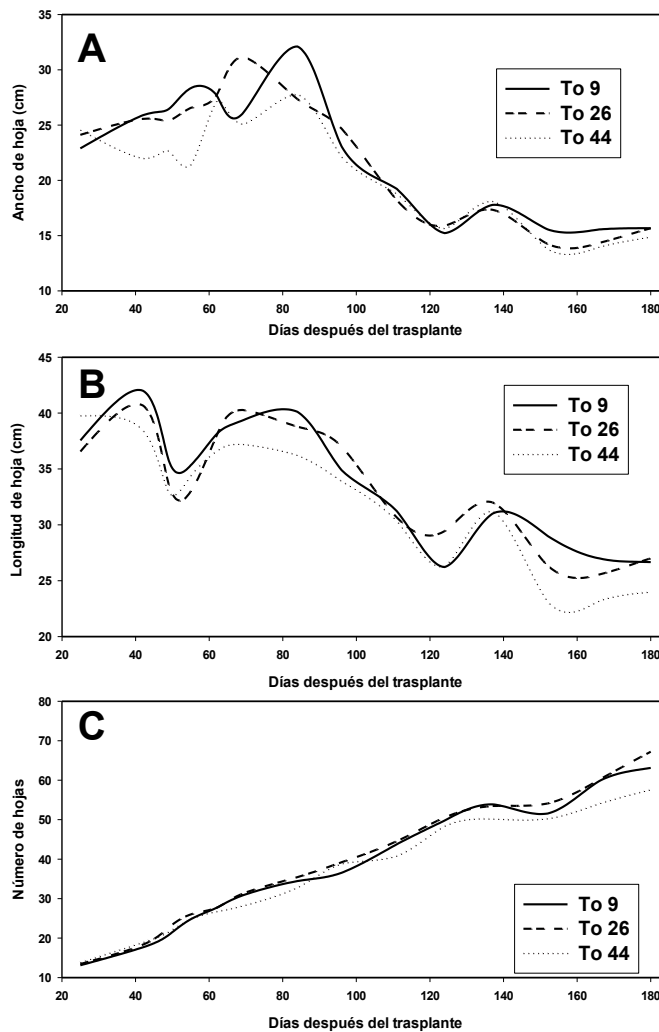 A
Ancho de hoja (cm)
35
30
25
20
15
10
To 9
To 26
To 44
20 40 60 80 100 120 140 160 180
Días después del trasplante
B
Longitud de hoja (cm)
45
40
35
30
25
20
To 9
To 26
To 44
20 40 60 80 100 120 140 160 180
Días después del trasplante
C
Número de hojas
80
70
60
50
40
30
20
10
To 9
To 26
To 44
20 40 60 80 100 120 140 160 180
Días después del trasplante